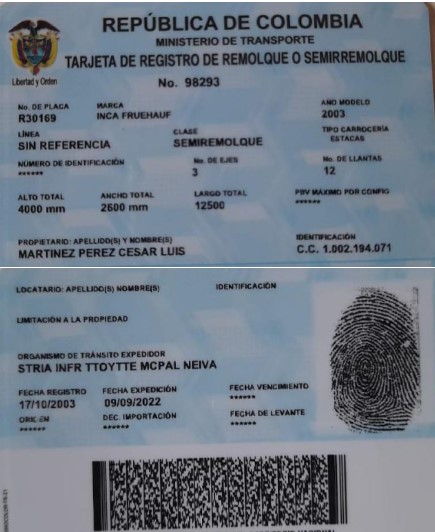 REPÚBLICA DE COLOMBIA
MINISTERIO DE TRANSPORTE
TARJETA DE REGISTRO DE REMOLQUE O SEMIRREMOLQUE
Libertad y Orden
No. 98293
No. DE PLACA MARCA AÑO MODELO
R30169 INCA FRUEHAUF 2003
LÍNEA CLASE TIPO CARROCERÍA
SIN REFERENCIA SEMIREMOLQUE ESTACAS
NÚMERO DE IDENTIFICACIÓN No. DE EJES No. DE LLANTAS
****** 3 12
ALTO TOTAL ANCHO TOTAL LARGO TOTAL PBV MÁXIMO POR CONFIG
4000 mm 2600 mm 12500 ******
PROPIETARIO: APELLIDO(S) Y NOMBRE(S) IDENTIFICACIÓN
MARTINEZ PEREZ CESAR LUIS C.C. 1.002.194.071
LOCATARIO: APELLIDO(S) NOMBRE(S) IDENTIFICACIÓN
LIMITACIÓN A LA PROPIEDAD
ORGANISMO DE TRÁNSITO EXPEDIDOR
STRIA INFR TTOYTTE MCPAL NEIVA
FECHA REGISTRO FECHA EXPEDICIÓN FECHA VENCIMIENTO
17/10/2003 09/09/2022 ******
DEC. IMPORTACIÓN FECHA DE LEVANTE
****** ****** ******